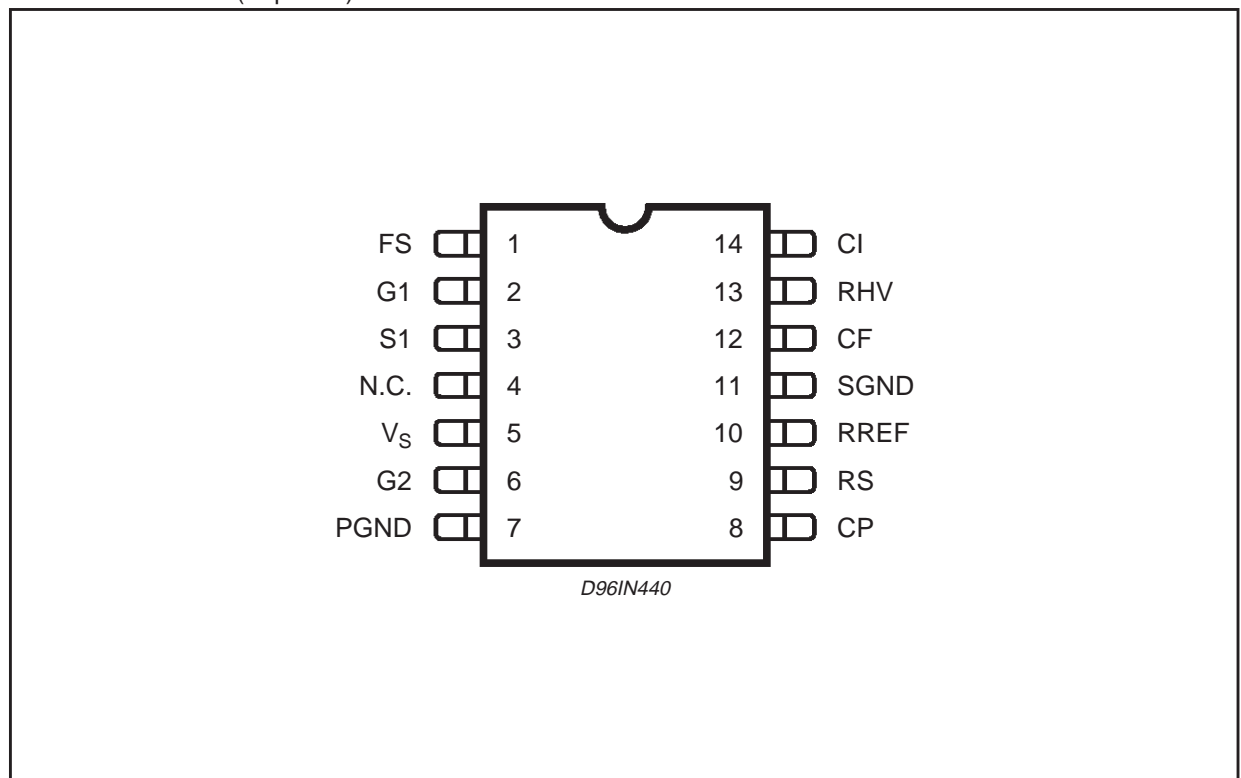 FS 1 14 CI
G1 2 13 RHV
S1 3 12 CF
N.C. 4 11 SGND
VS 5 10 RREF
G2 6 9 RS
PGND 7 8 CP
D96IN440